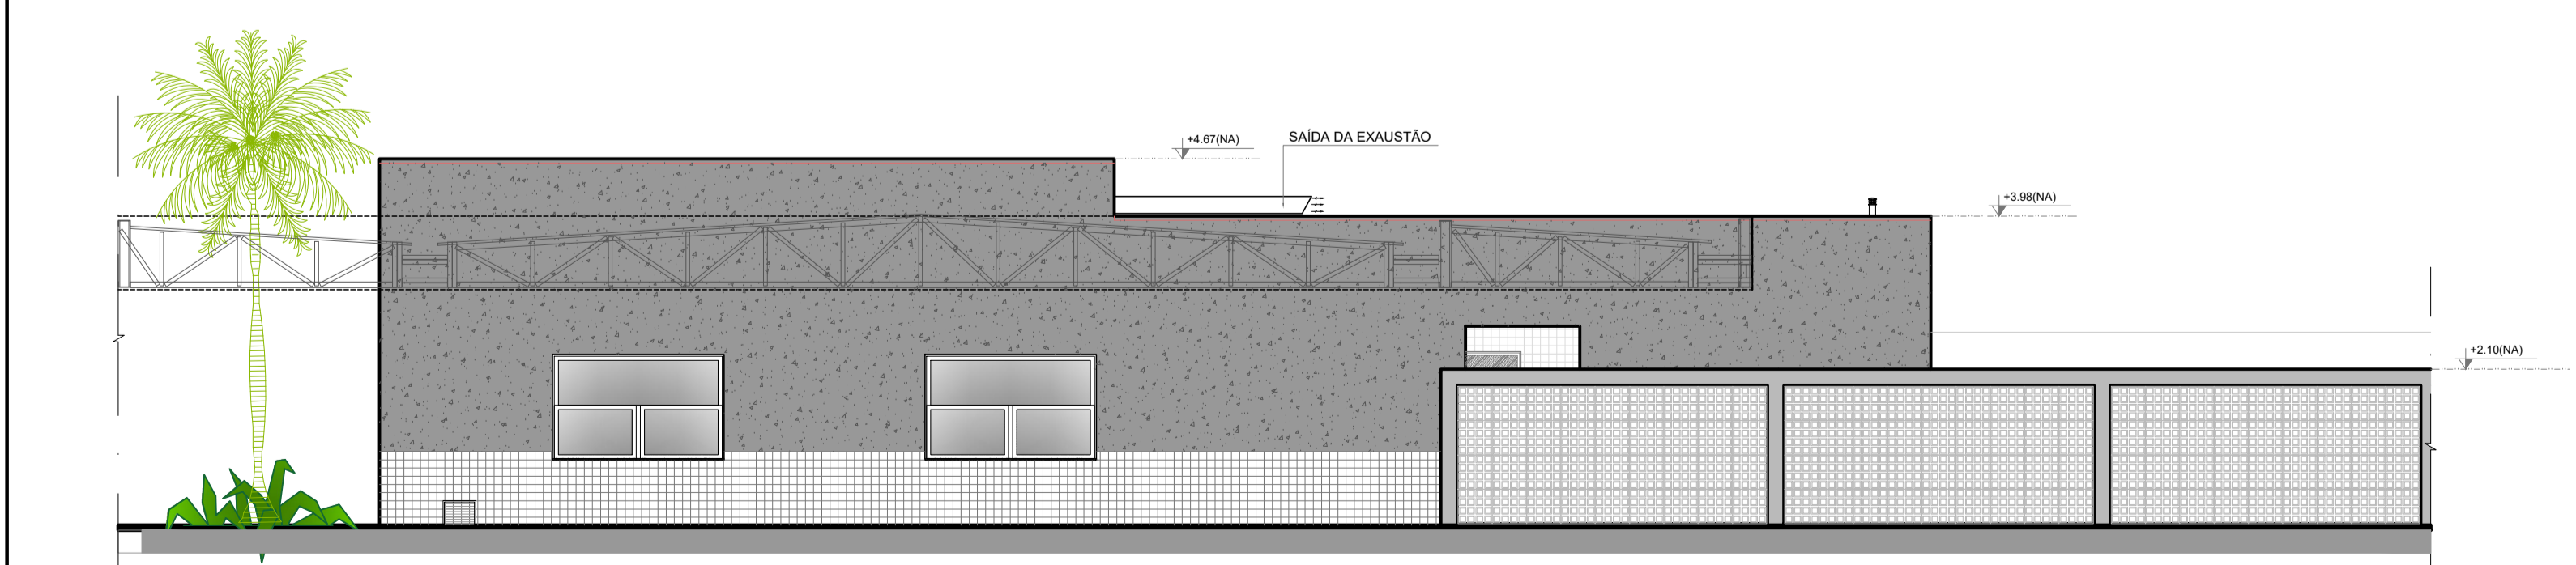 +4.67(NA)
SAÍDA DA EXAUSTÃO
+3.98(NA)
+2.10(NA)